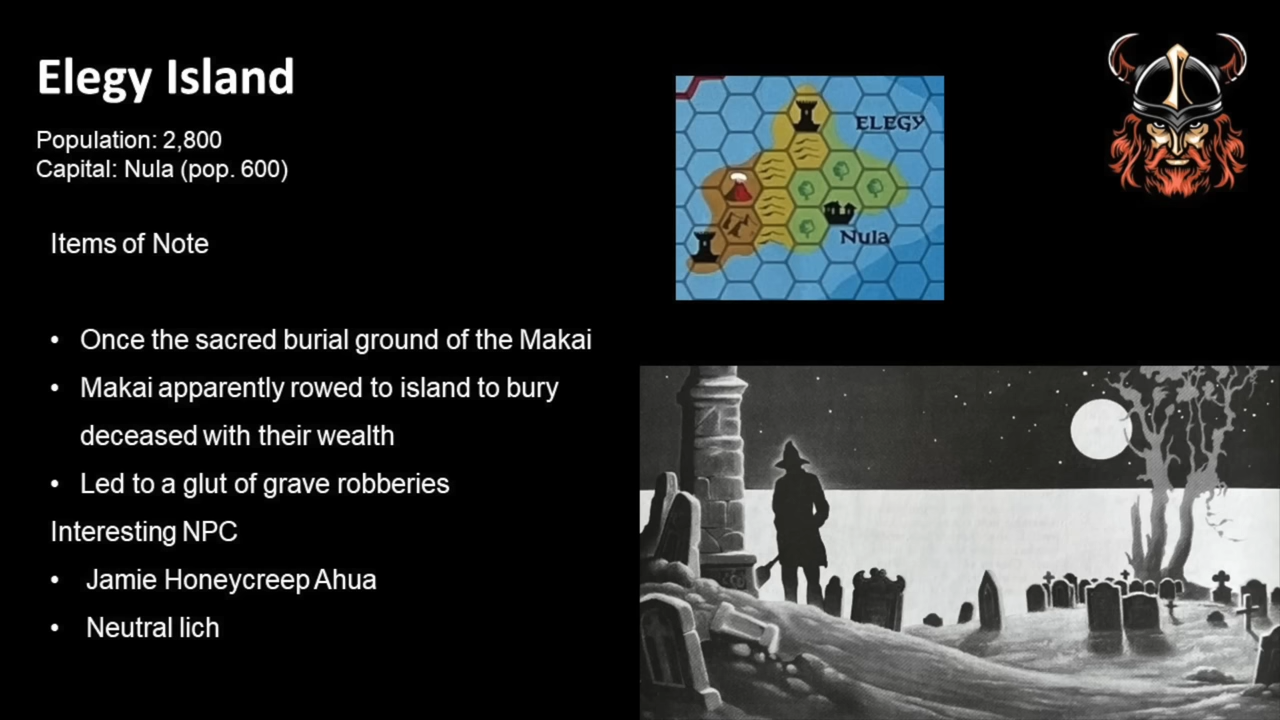 Elegy Island
Population: 2,800
Capital: Nula (pop. 600)
Items of Note
• Once the sacred burial ground of the Makai
• Makai apparently rowed to island to bury
deceased with their wealth
• Led to a glut of grave robberies
Interesting NPC
• Jamie Honeycreep Ahua
• Neutral lich
ELEGY
Nula